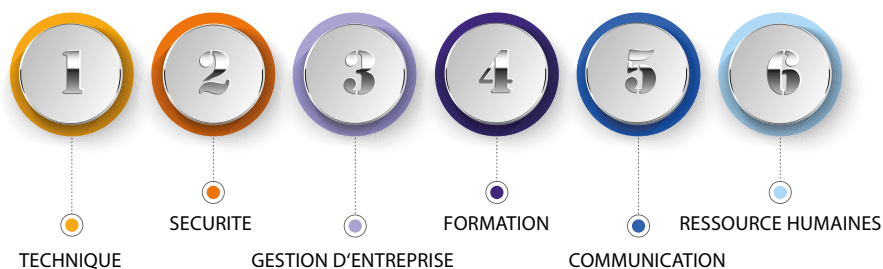 1 2 3 4 5 6
SECURITE FORMATION RESSOURCE HUMAINES
TECHNIQUE GESTION D'ENTREPRISE COMMUNICATION